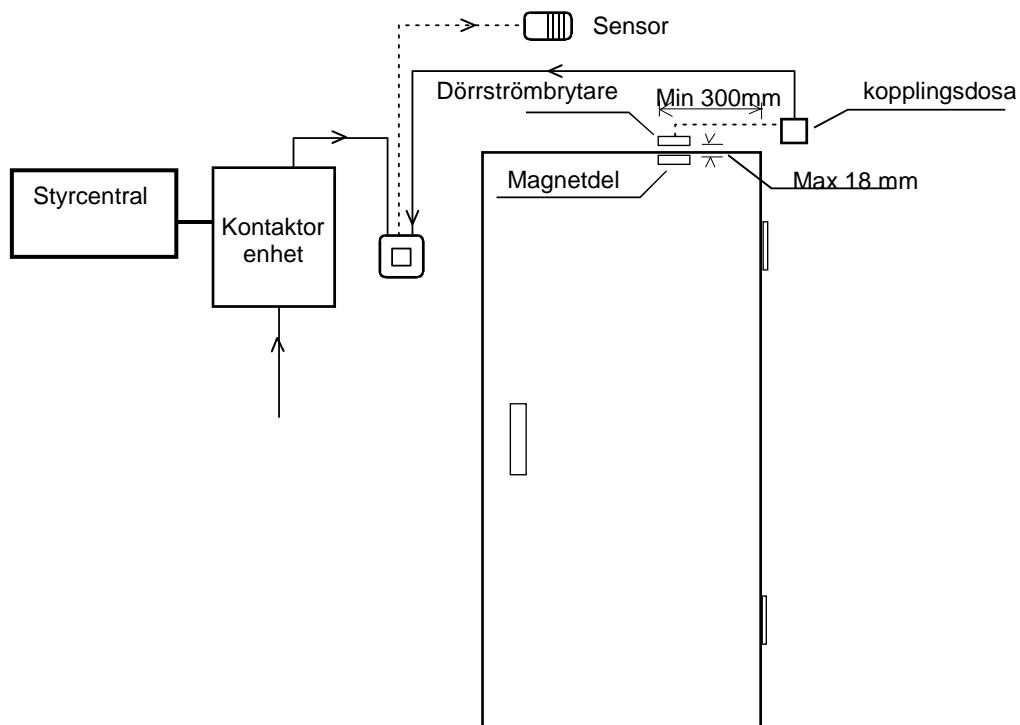 Sensor
Dörrströmbrytare
Min 300mm
kopplingsdosa
Styrcentral
Magnetdel
Max 18 mm
Kontaktor
enhet